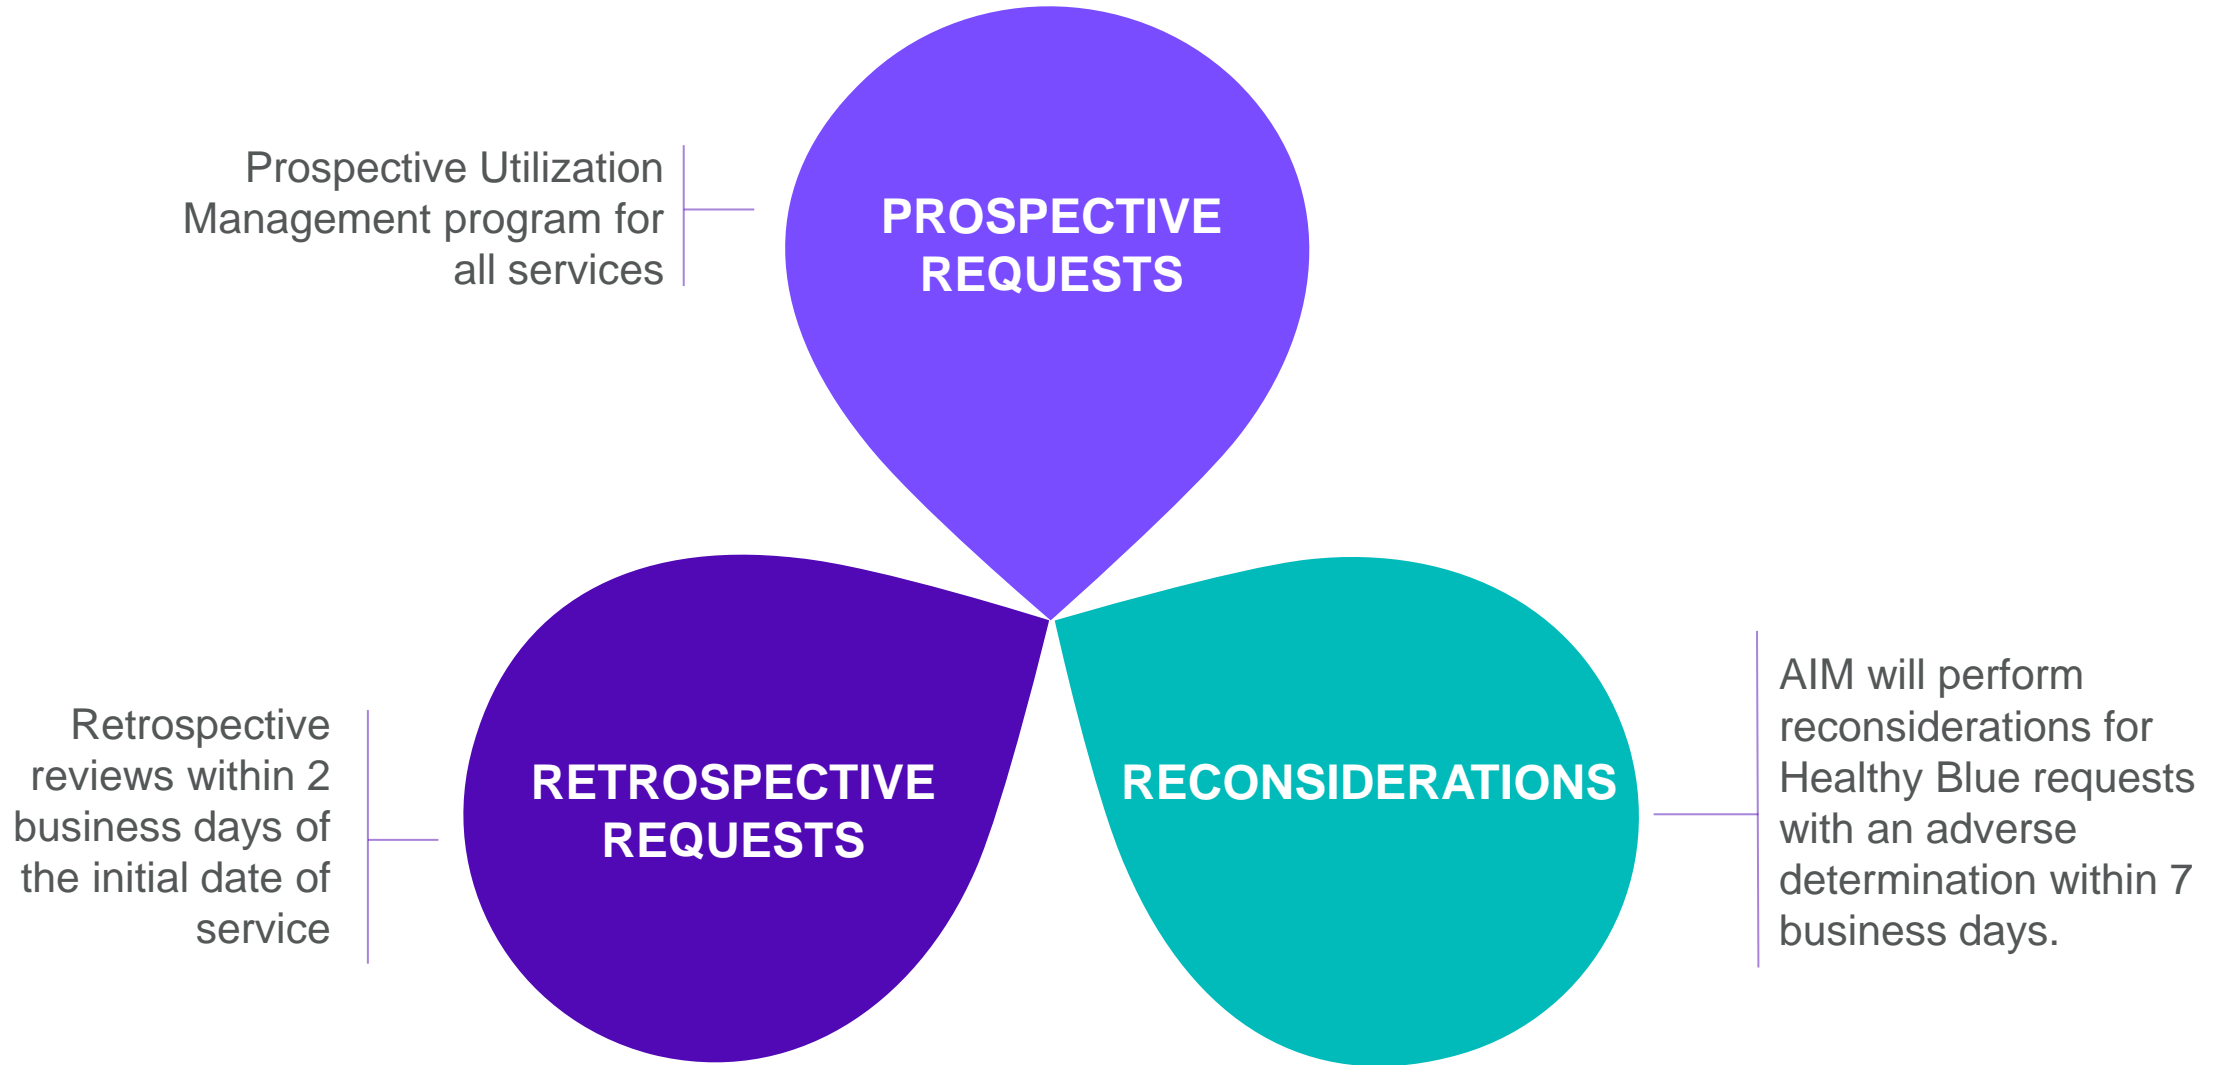 Prospective Utilization
Management program for
all services
PROSPECTIVE
REQUESTS
Retrospective
reviews within 2
business days of
the initial date of
service
RETROSPECTIVE
REQUESTS
RECONSIDERATIONS
AIM will perform
reconsiderations for
Healthy Blue requests
with an adverse
determination within 7
business days.